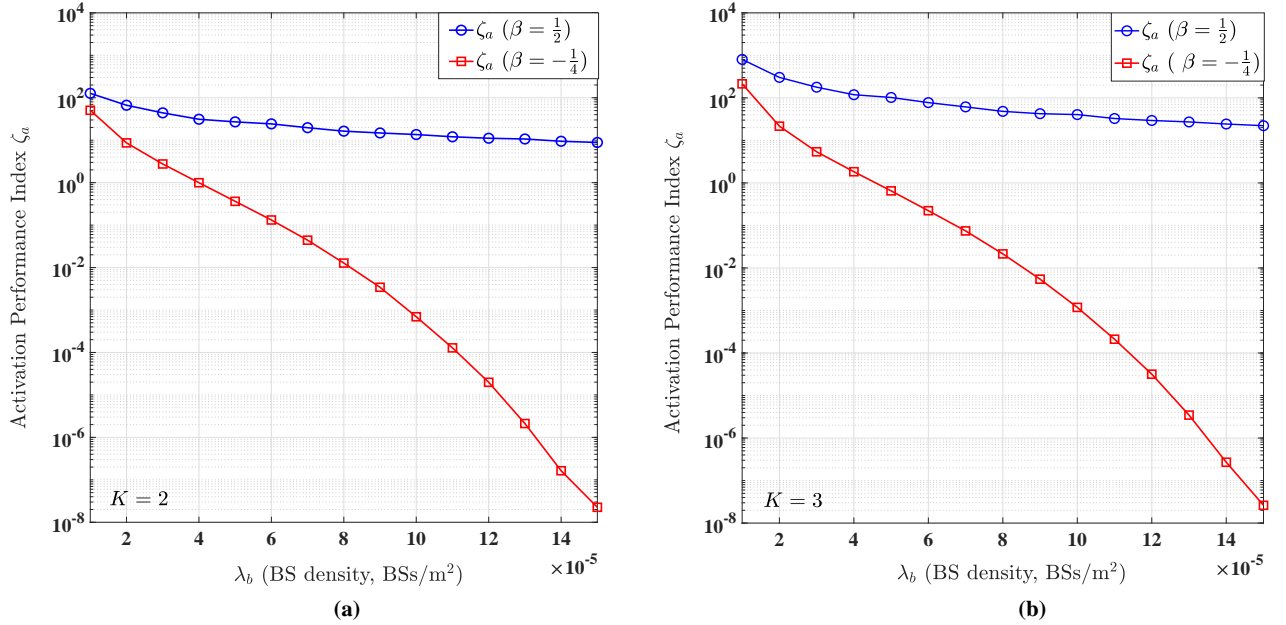 10^4
10^2
10^0
10^-2
10^-4
10^-6
10^-8
Activation Performance Index ζ_a
ζ_a (β = 1/2)
ζ_a (β = −1/4)
K = 2
2 4 6 8 10 12 14
×10^-5
λ_b (BS density, BSs/m²)
(a)
10^4
10^2
10^0
10^-2
10^-4
10^-6
10^-8
Activation Performance Index ζ_a
ζ_a (β = 1/2)
ζ_a ( β = −1/4)
K = 3
2 4 6 8 10 12 14
×10^-5
λ_b (BS density, BSs/m²)
(b)